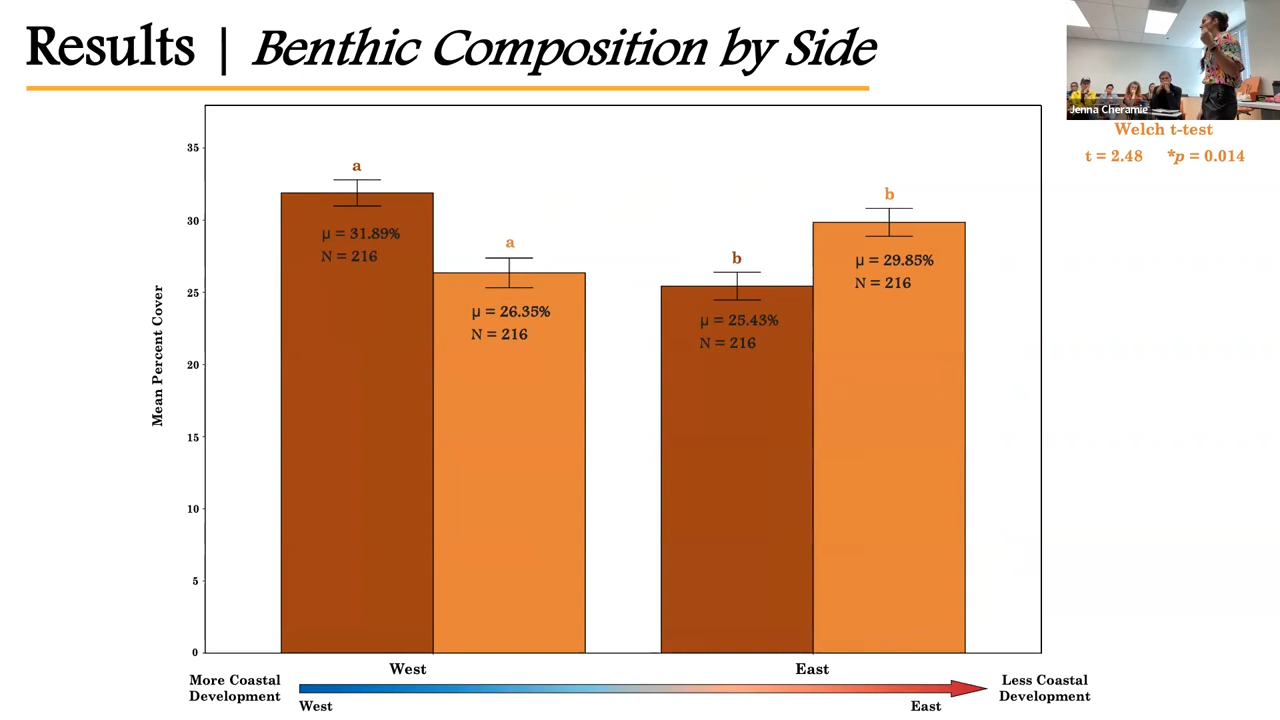 Results | Benthic Composition by Side
Jenna Cheramie
Welch t-test
t = 2.48 *p = 0.014
Mean Percent Cover
35
30
25
20
15
10
5
0
a
μ = 31.89%
N = 216
a
μ = 26.35%
N = 216
b
μ = 25.43%
N = 216
b
μ = 29.85%
N = 216
West
East
More Coastal
Development
West
East
Less Coastal
Development